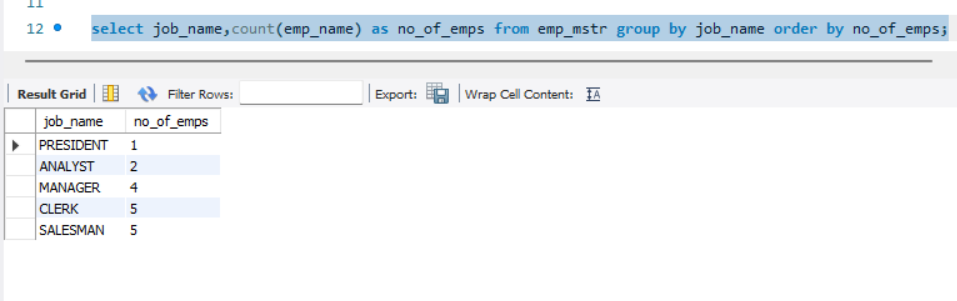 11
12 select job_name,count(emp_name) as no_of_emps from emp_mstr group by job_name order by no_of_emps;
Result Grid Filter Rows: Export: Wrap Cell Content: IA
job_name no_of_emps
PRESIDENT 1
ANALYST 2
MANAGER 4
CLERK 5
SALESMAN 5